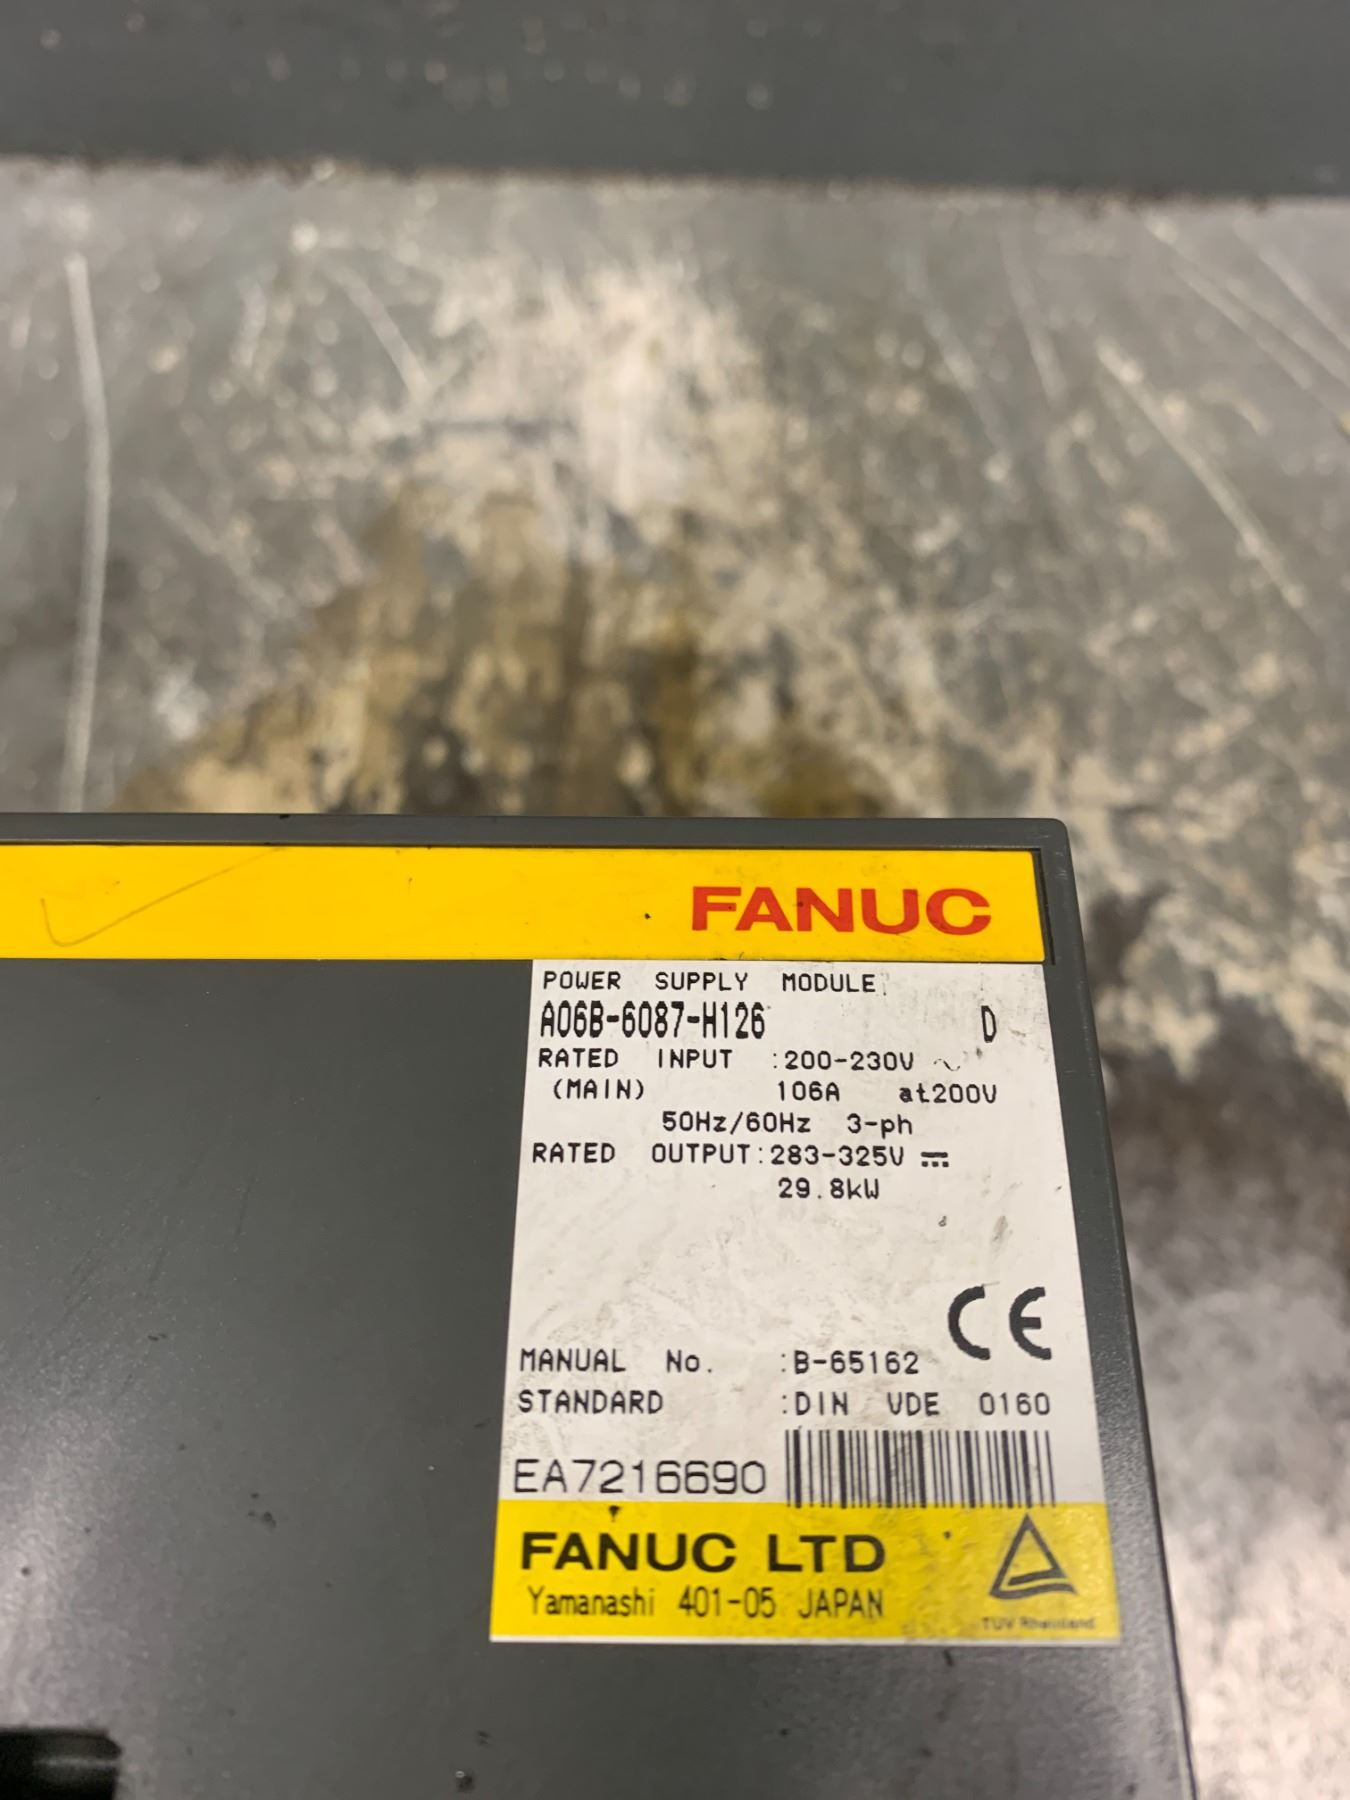 FANUC
POWER SUPPLY MODULE
A06B-6087-H126 D
RATED INPUT :200-230V ~
(MAIN) 106A at200V
50Hz/60Hz 3-ph
RATED OUTPUT:283-325V ⎓
29.8kW
CE
MANUAL No. :B-65162
STANDARD :DIN VDE 0160
EA7216690
FANUC LTD
Yamanashi 401-05 JAPAN
TUV Rheinland